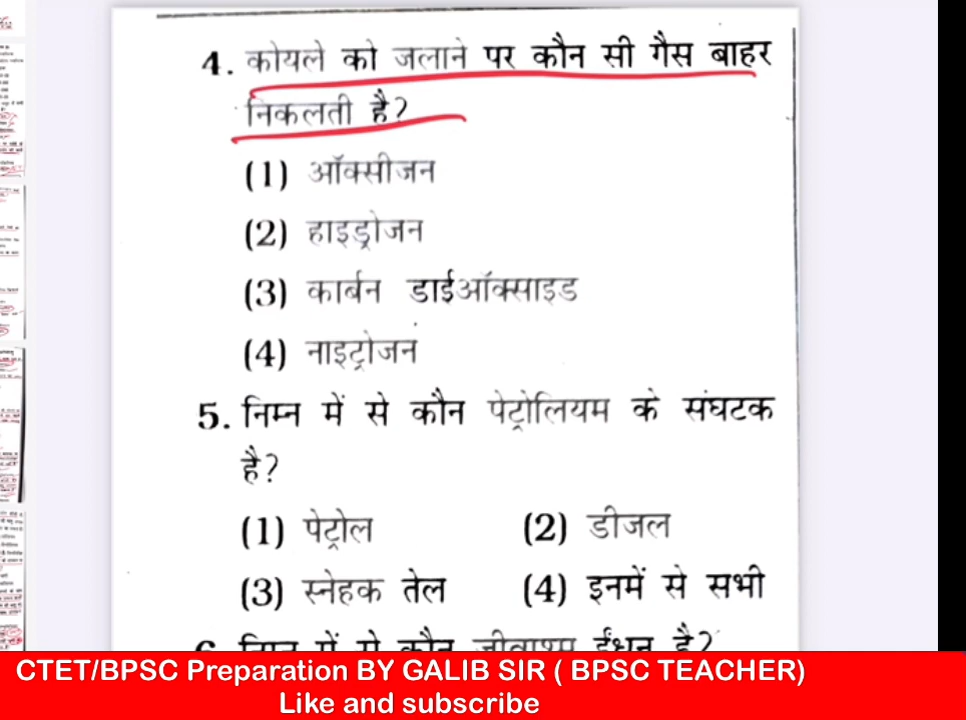 4. कोयले को जलाने पर कौन सी गैस बाहर
निकलती है?
(1) ऑक्सीजन
(2) हाइड्रोजन
(3) कार्बन डाईऑक्साइड
(4) नाइट्रोजन
5. निम्न में से कौन पेट्रोलियम के संघटक
है?
(1) पेट्रोल (2) डीजल
(3) स्नेहक तेल (4) इनमें से सभी
6. निम्न में से कौन जीवाश्म ईंधन है?
CTET/BPSC Preparation BY GALIB SIR ( BPSC TEACHER)
Like and subscribe